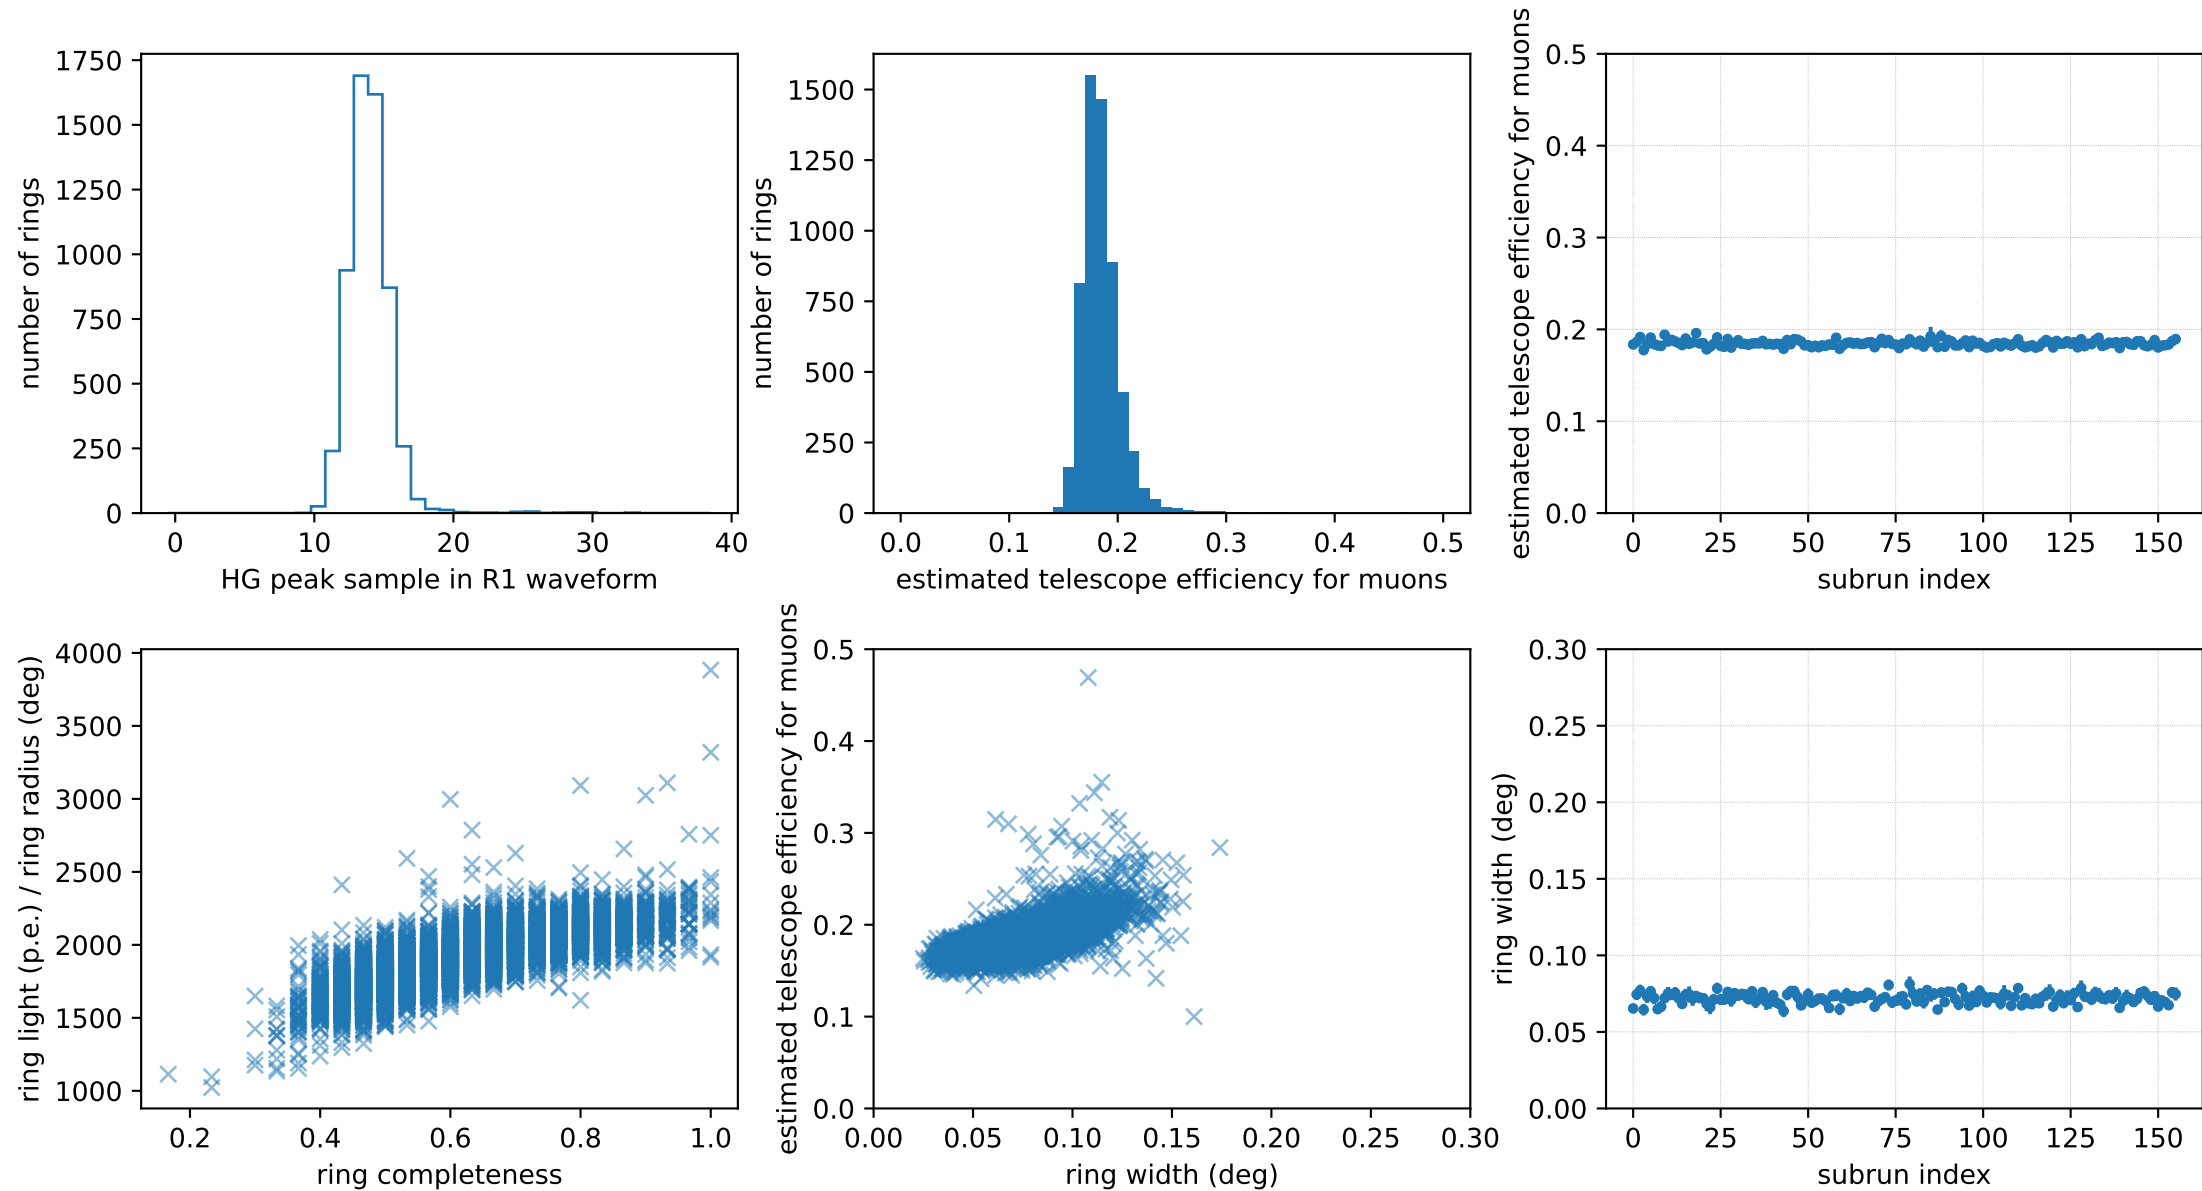 number of rings
1750
1500
1250
1000
750
500
250
0
0 10 20 30 40
HG peak sample in R1 waveform
number of rings
1500
1250
1000
750
500
250
0
0.0 0.1 0.2 0.3 0.4 0.5
estimated telescope efficiency for muons
estimated telescope efficiency for muons
0.5
0.4
0.3
0.2
0.1
0.0
0 25 50 75 100 125 150
subrun index
ring light (p.e.) / ring radius (deg)
4000
3500
3000
2500
2000
1500
1000
0.2 0.4 0.6 0.8 1.0
ring completeness
estimated telescope efficiency for muons
0.5
0.4
0.3
0.2
0.1
0.0
0.00 0.05 0.10 0.15 0.20 0.25 0.30
ring width (deg)
ring width (deg)
0.30
0.25
0.20
0.15
0.10
0.05
0.00
0 25 50 75 100 125 150
subrun index